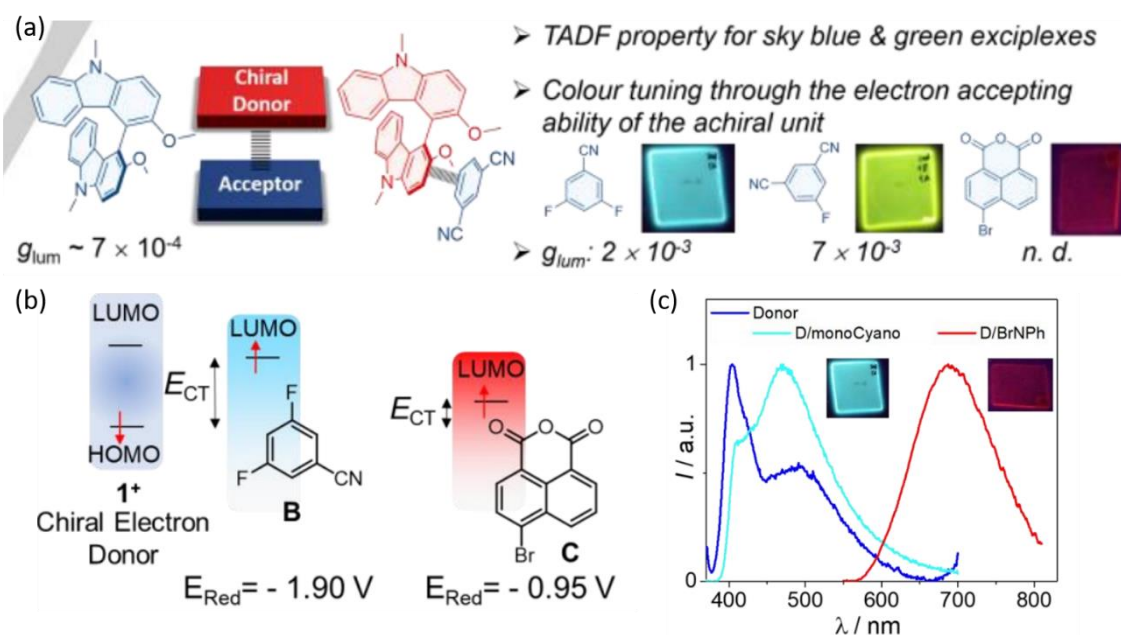 (a)
N
O
O
N
g_lum ~ 7 × 10⁻⁴
Chiral
Donor
Acceptor
N
O
O
N
CN
NC
➢ TADF property for sky blue & green exciplexes
➢ Colour tuning through the electron accepting
ability of the achiral unit
CN
F F
CN
NC
F
O O O
Br
➢ g_lum: 2 × 10⁻³ 7 × 10⁻³ n. d.
(b)
LUMO
HOMO
1⁺
Chiral Electron
Donor
E_CT
LUMO
F
F
CN
B
E_Red= - 1.90 V
E_CT
LUMO
O O O
Br
C
E_Red= - 0.95 V
(c)
Donor
D/monoCyano D/BrNPh
1
I / a.u.
0
400 500 600 700 800
λ / nm